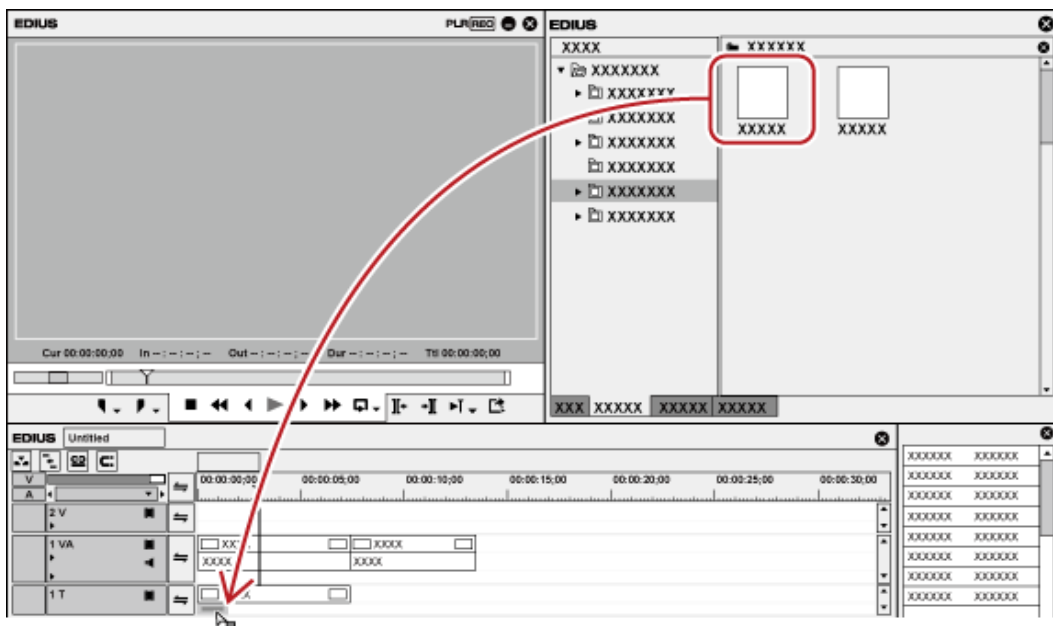 EDIUS PLR REC
EDIUS
XXXX
XXXXXX
XXXXXXX
XXXXXXX
XXXXXXX
XXXXXXX
XXXXXXX
XXXXXXX
XXXXXXX
XXXXX XXXXX
Cur 00:00:00;00 In --:--:--;-- Out --:--:--;-- Dur --:--:--;-- Ttl 00:00:00;00
XXX XXXXX XXXXX XXXXX
EDIUS Untitled
V
A
00:00:00;00 00:00:05;00 00:00:10;00 00:00:15;00 00:00:20;00 00:00:25;00 00:00:30;00
2 V
1 VA
XXXX
XXXX XXXX
1 T
XXXXXX XXXXXX
XXXXXX XXXXXX
XXXXXX XXXXXX
XXXXXX XXXXXX
XXXXXX XXXXXX
XXXXXX XXXXXX
XXXXXX XXXXXX
XXXXXX XXXXXX